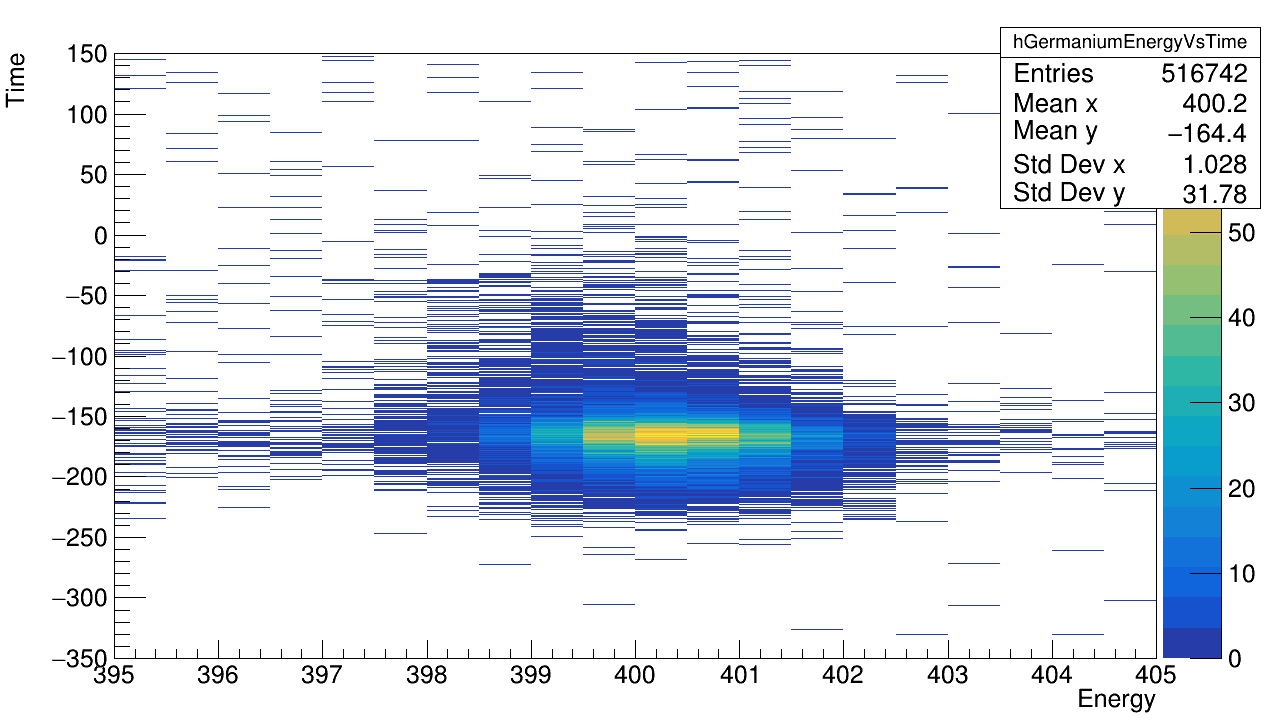 hGermaniumEnergyVsTime
Entries 516742
Mean x 400.2
Mean y −164.4
Std Dev x 1.028
Std Dev y 31.78
Time
150
100
50
0
−50
−100
−150
−200
−250
−300
−350
395 396 397 398 399 400 401 402 403 404 405
Energy
50
40
30
20
10
0